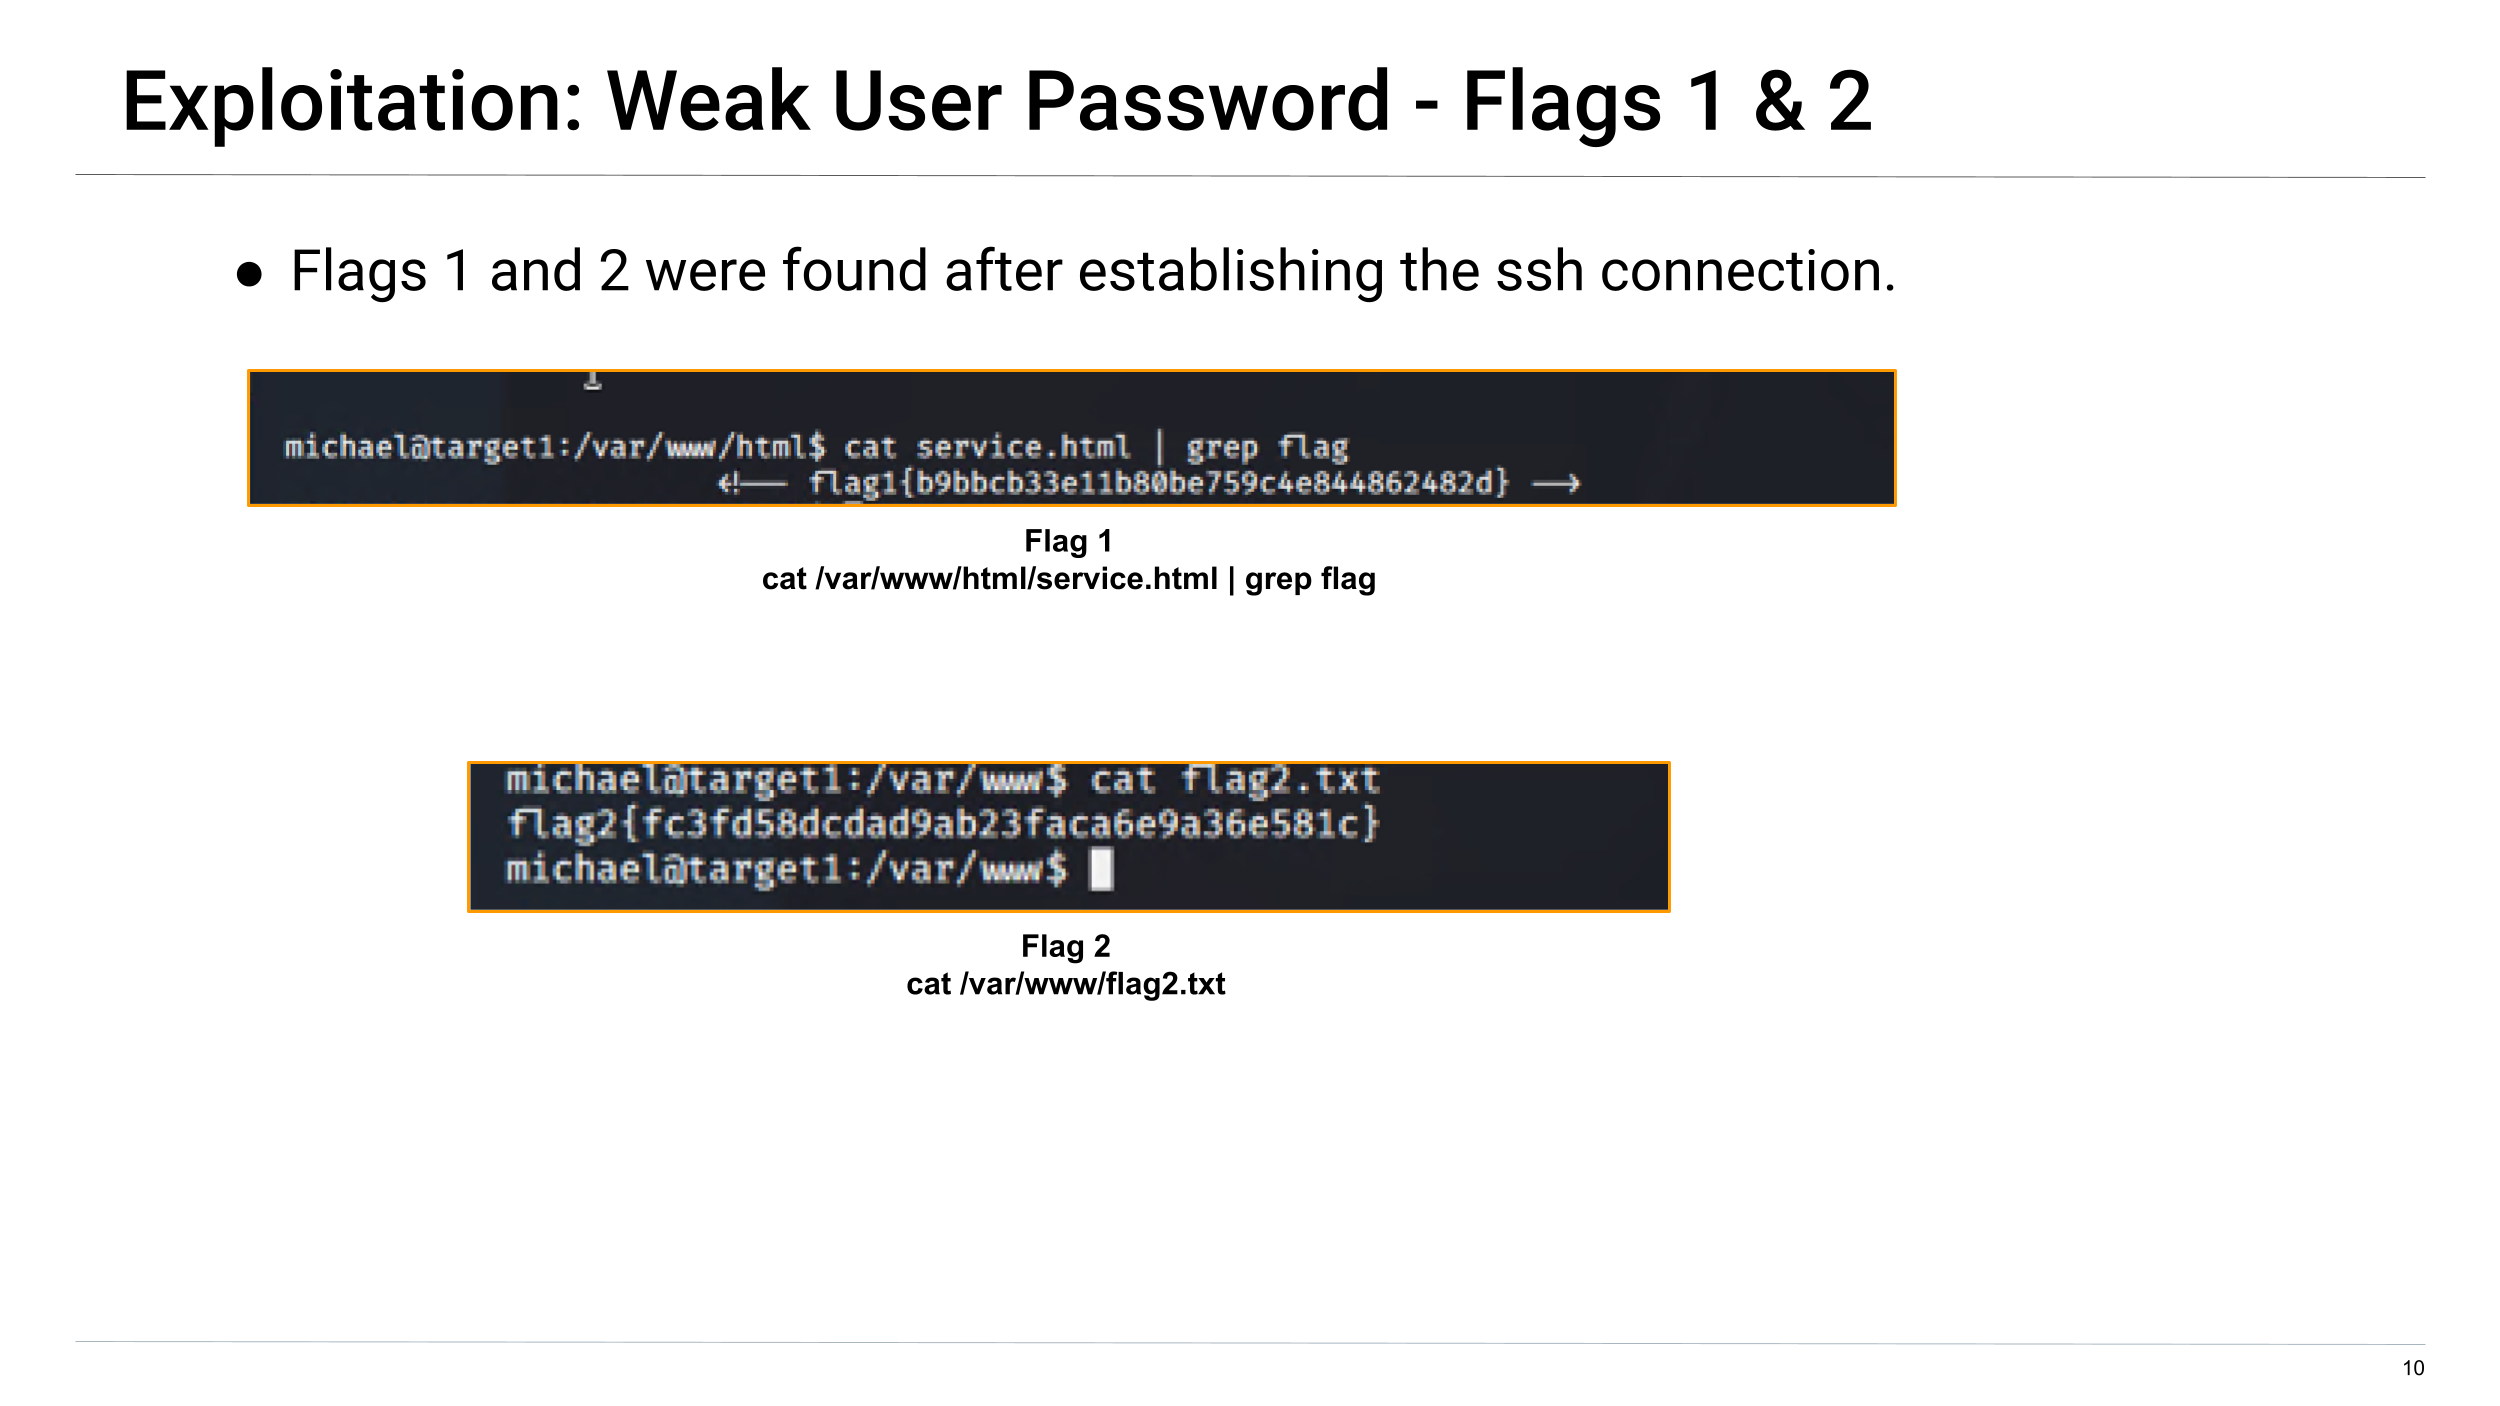 Exploitation: Weak User Password - Flags 1 & 2
● Flags 1 and 2 were found after establishing the ssh connection.
michael@target1:/var/www/html$ cat service.html | grep flag
<!-- flag1{b9bbcb33e11b80be759c4e844862482d} -->
Flag 1
cat /var/www/html/service.html | grep flag
michael@target1:/var/www$ cat flag2.txt
flag2{fc3fd58dcdad9ab23faca6e9a36e581c}
michael@target1:/var/www$
Flag 2
cat /var/www/flag2.txt
10